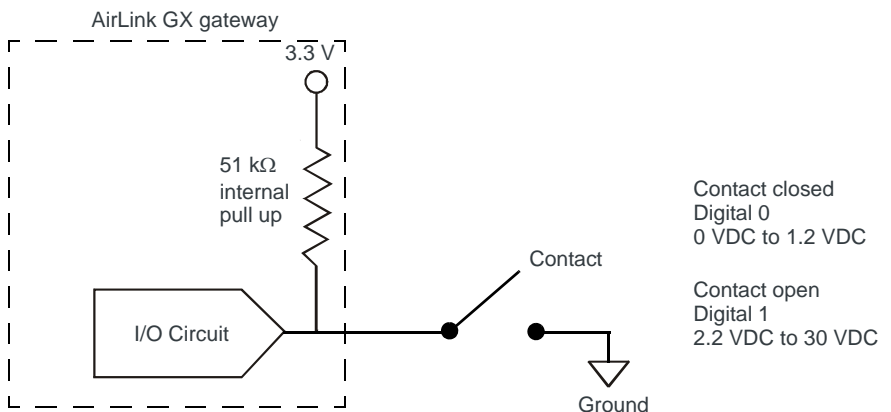 AirLink GX gateway
3.3 V
51 kΩ
internal
pull up
Contact
I/O Circuit
Ground
Contact closed
Digital 0
0 VDC to 1.2 VDC
Contact open
Digital 1
2.2 VDC to 30 VDC